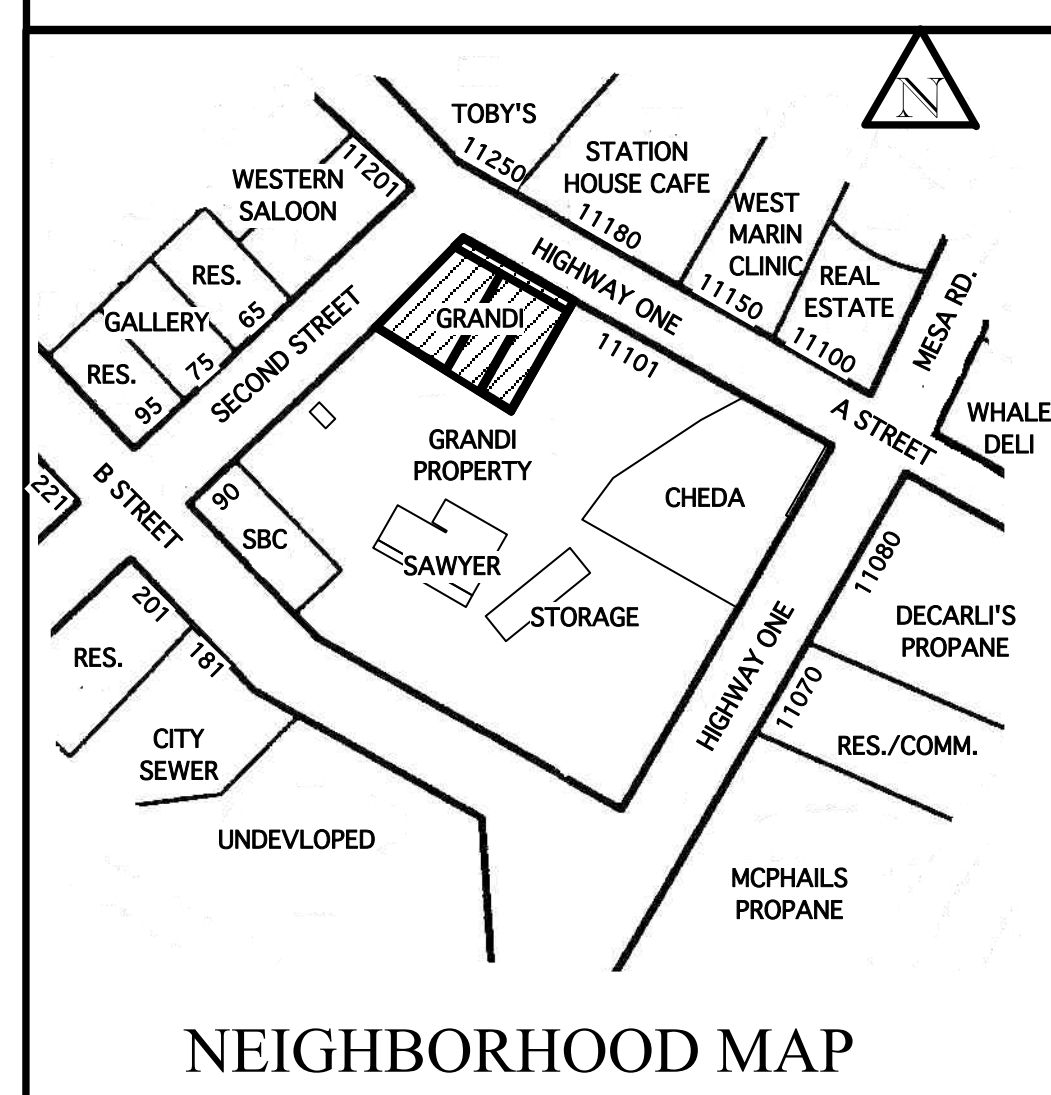 N
TOBY'S
11250
STATION
HOUSE CAFE
11180
WESTERN
SALOON
11201
WEST
MARIN
CLINIC
11150
REAL
ESTATE
11100
MESA RD.
HIGHWAY ONE
RES.
65
GALLERY
75
RES.
95
SECOND STREET
GRANDI
11101
A STREET
WHALE
DELI
GRANDI
PROPERTY
221
B STREET
90
SBC
CHEDA
SAWYER
STORAGE
11080
DECARLI'S
PROPANE
201
RES.
181
HIGHWAY ONE
11070
RES./COMM.
CITY
SEWER
UNDEVLOPED
MCPHAILS
PROPANE
NEIGHBORHOOD MAP